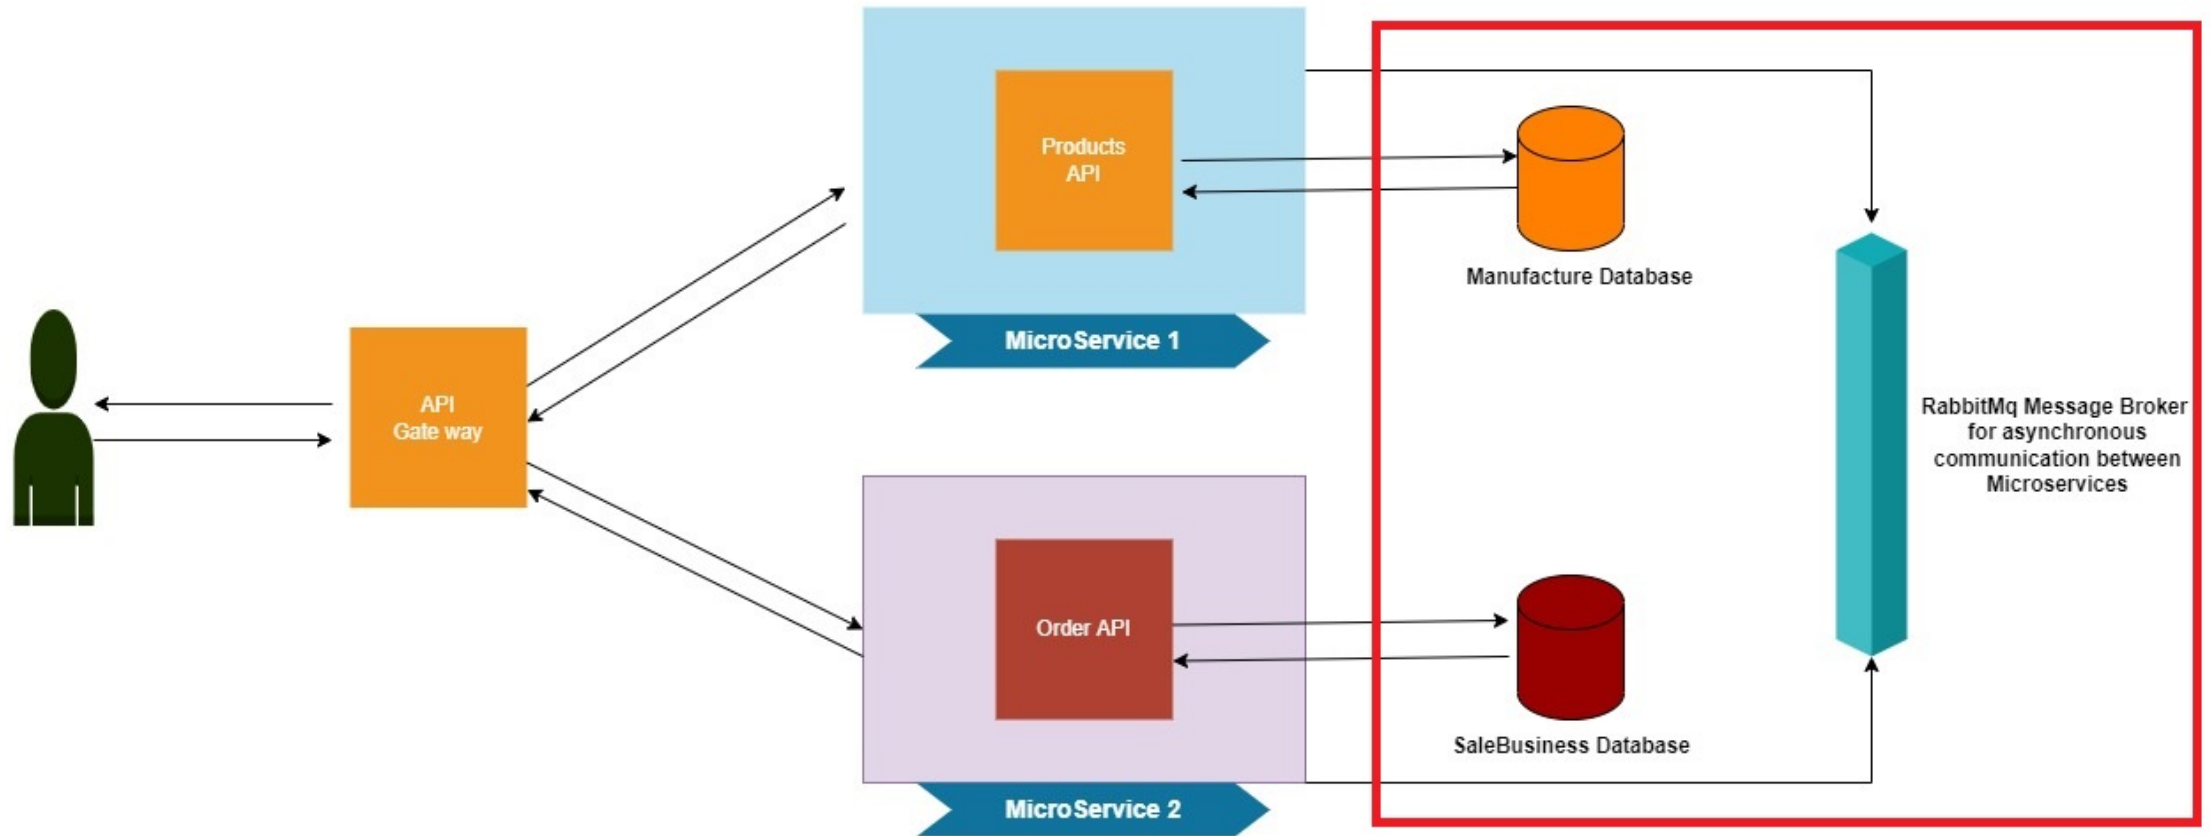 Products
API
Manufacture Database
MicroService 1
API
Gate way
RabbitMq Message Broker
for asynchronous
communication between
Microservices
Order API
SaleBusiness Database
MicroService 2